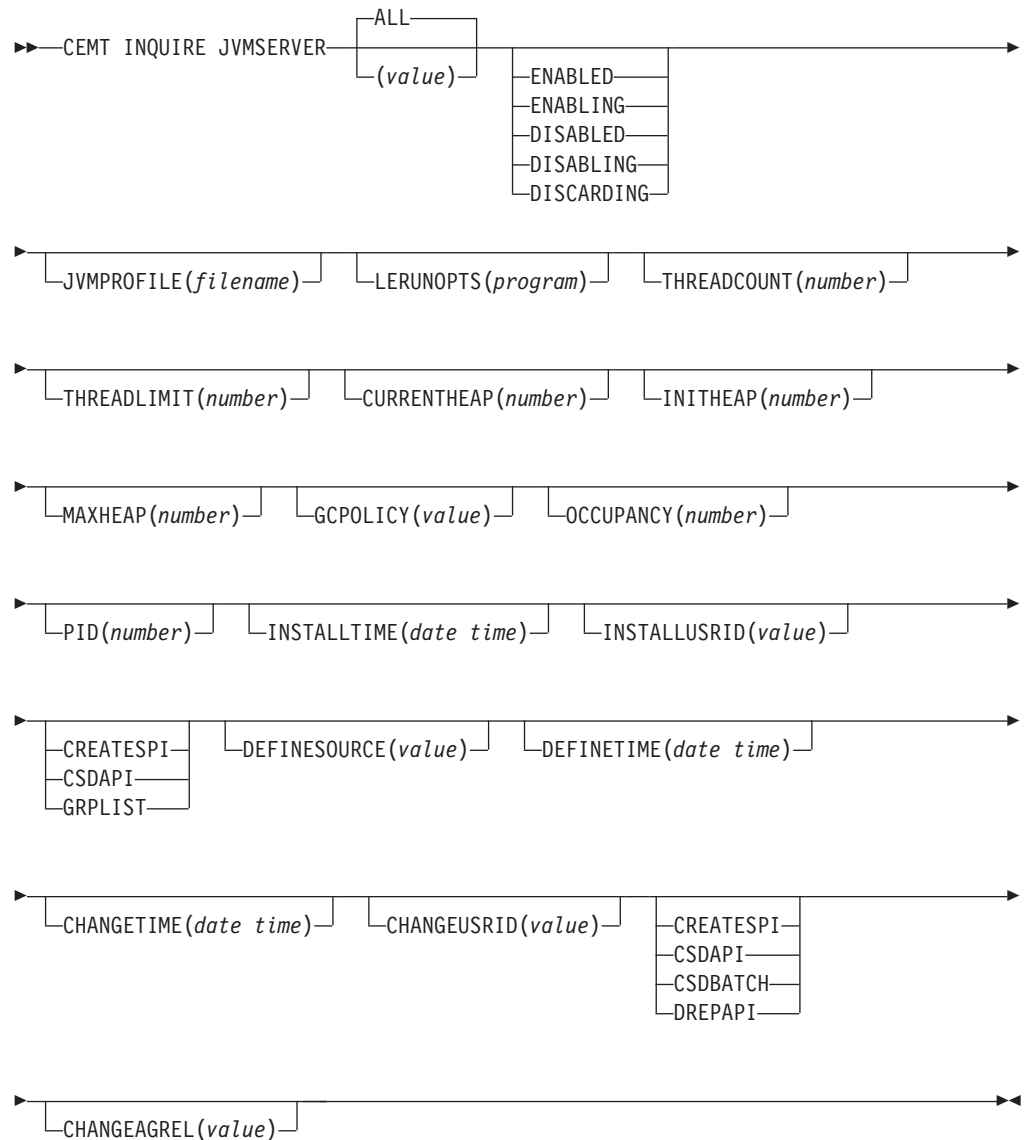 ALL
CEMT INQUIRE JVMSERVER
(value)
ENABLED
ENABLING
DISABLED
DISABLING
DISCARDING
JVMPROFILE(filename) LERUNOPTS(program) THREADCOUNT(number)
THREADLIMIT(number) CURRENTHEAP(number) INITHEAP(number)
MAXHEAP(number) GCPOLICY(value) OCCUPANCY(number)
PID(number) INSTALLTIME(date time) INSTALLUSRID(value)
CREATESPI DEFINESOURCE(value) DEFINETIME(date time)
CSDAPI
GRPLIST
CHANGETIME(date time) CHANGEUSRID(value) CREATESPI
CSDAPI
CSDBATCH
DREPAPI
CHANGEAGREL(value)